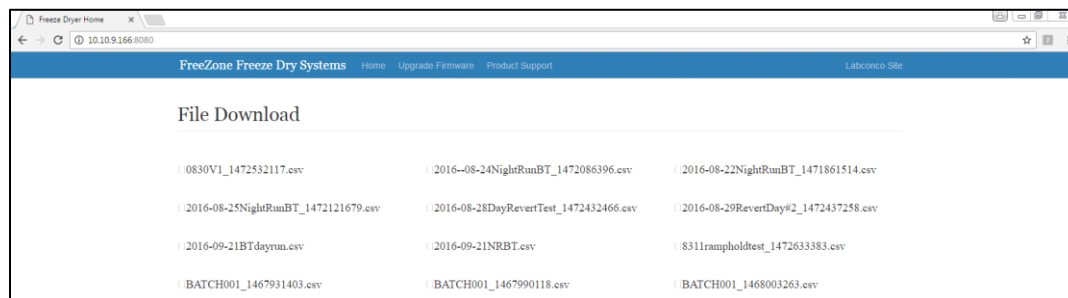 Freeze Dryer Home
10.10.9.166:8080
FreeZone Freeze Dry Systems Home Upgrade Firmware Product Support Labconco Site
File Download
0830V1_1472532117.csv 2016--08-24NightRunBT_1472086396.csv 2016-08-22NightRunBT_1471861514.csv
2016-08-25NightRunBT_1472121679.csv 2016-08-28DayRevertTest_1472432466.csv 2016-08-29RevertDay#2_1472437258.csv
2016-09-21BTdayrun.csv 2016-09-21NRBT.csv 8311rampholdtest_1472633383.csv
BATCH001_1467931403.csv BATCH001_1467990118.csv BATCH001_1468003263.csv